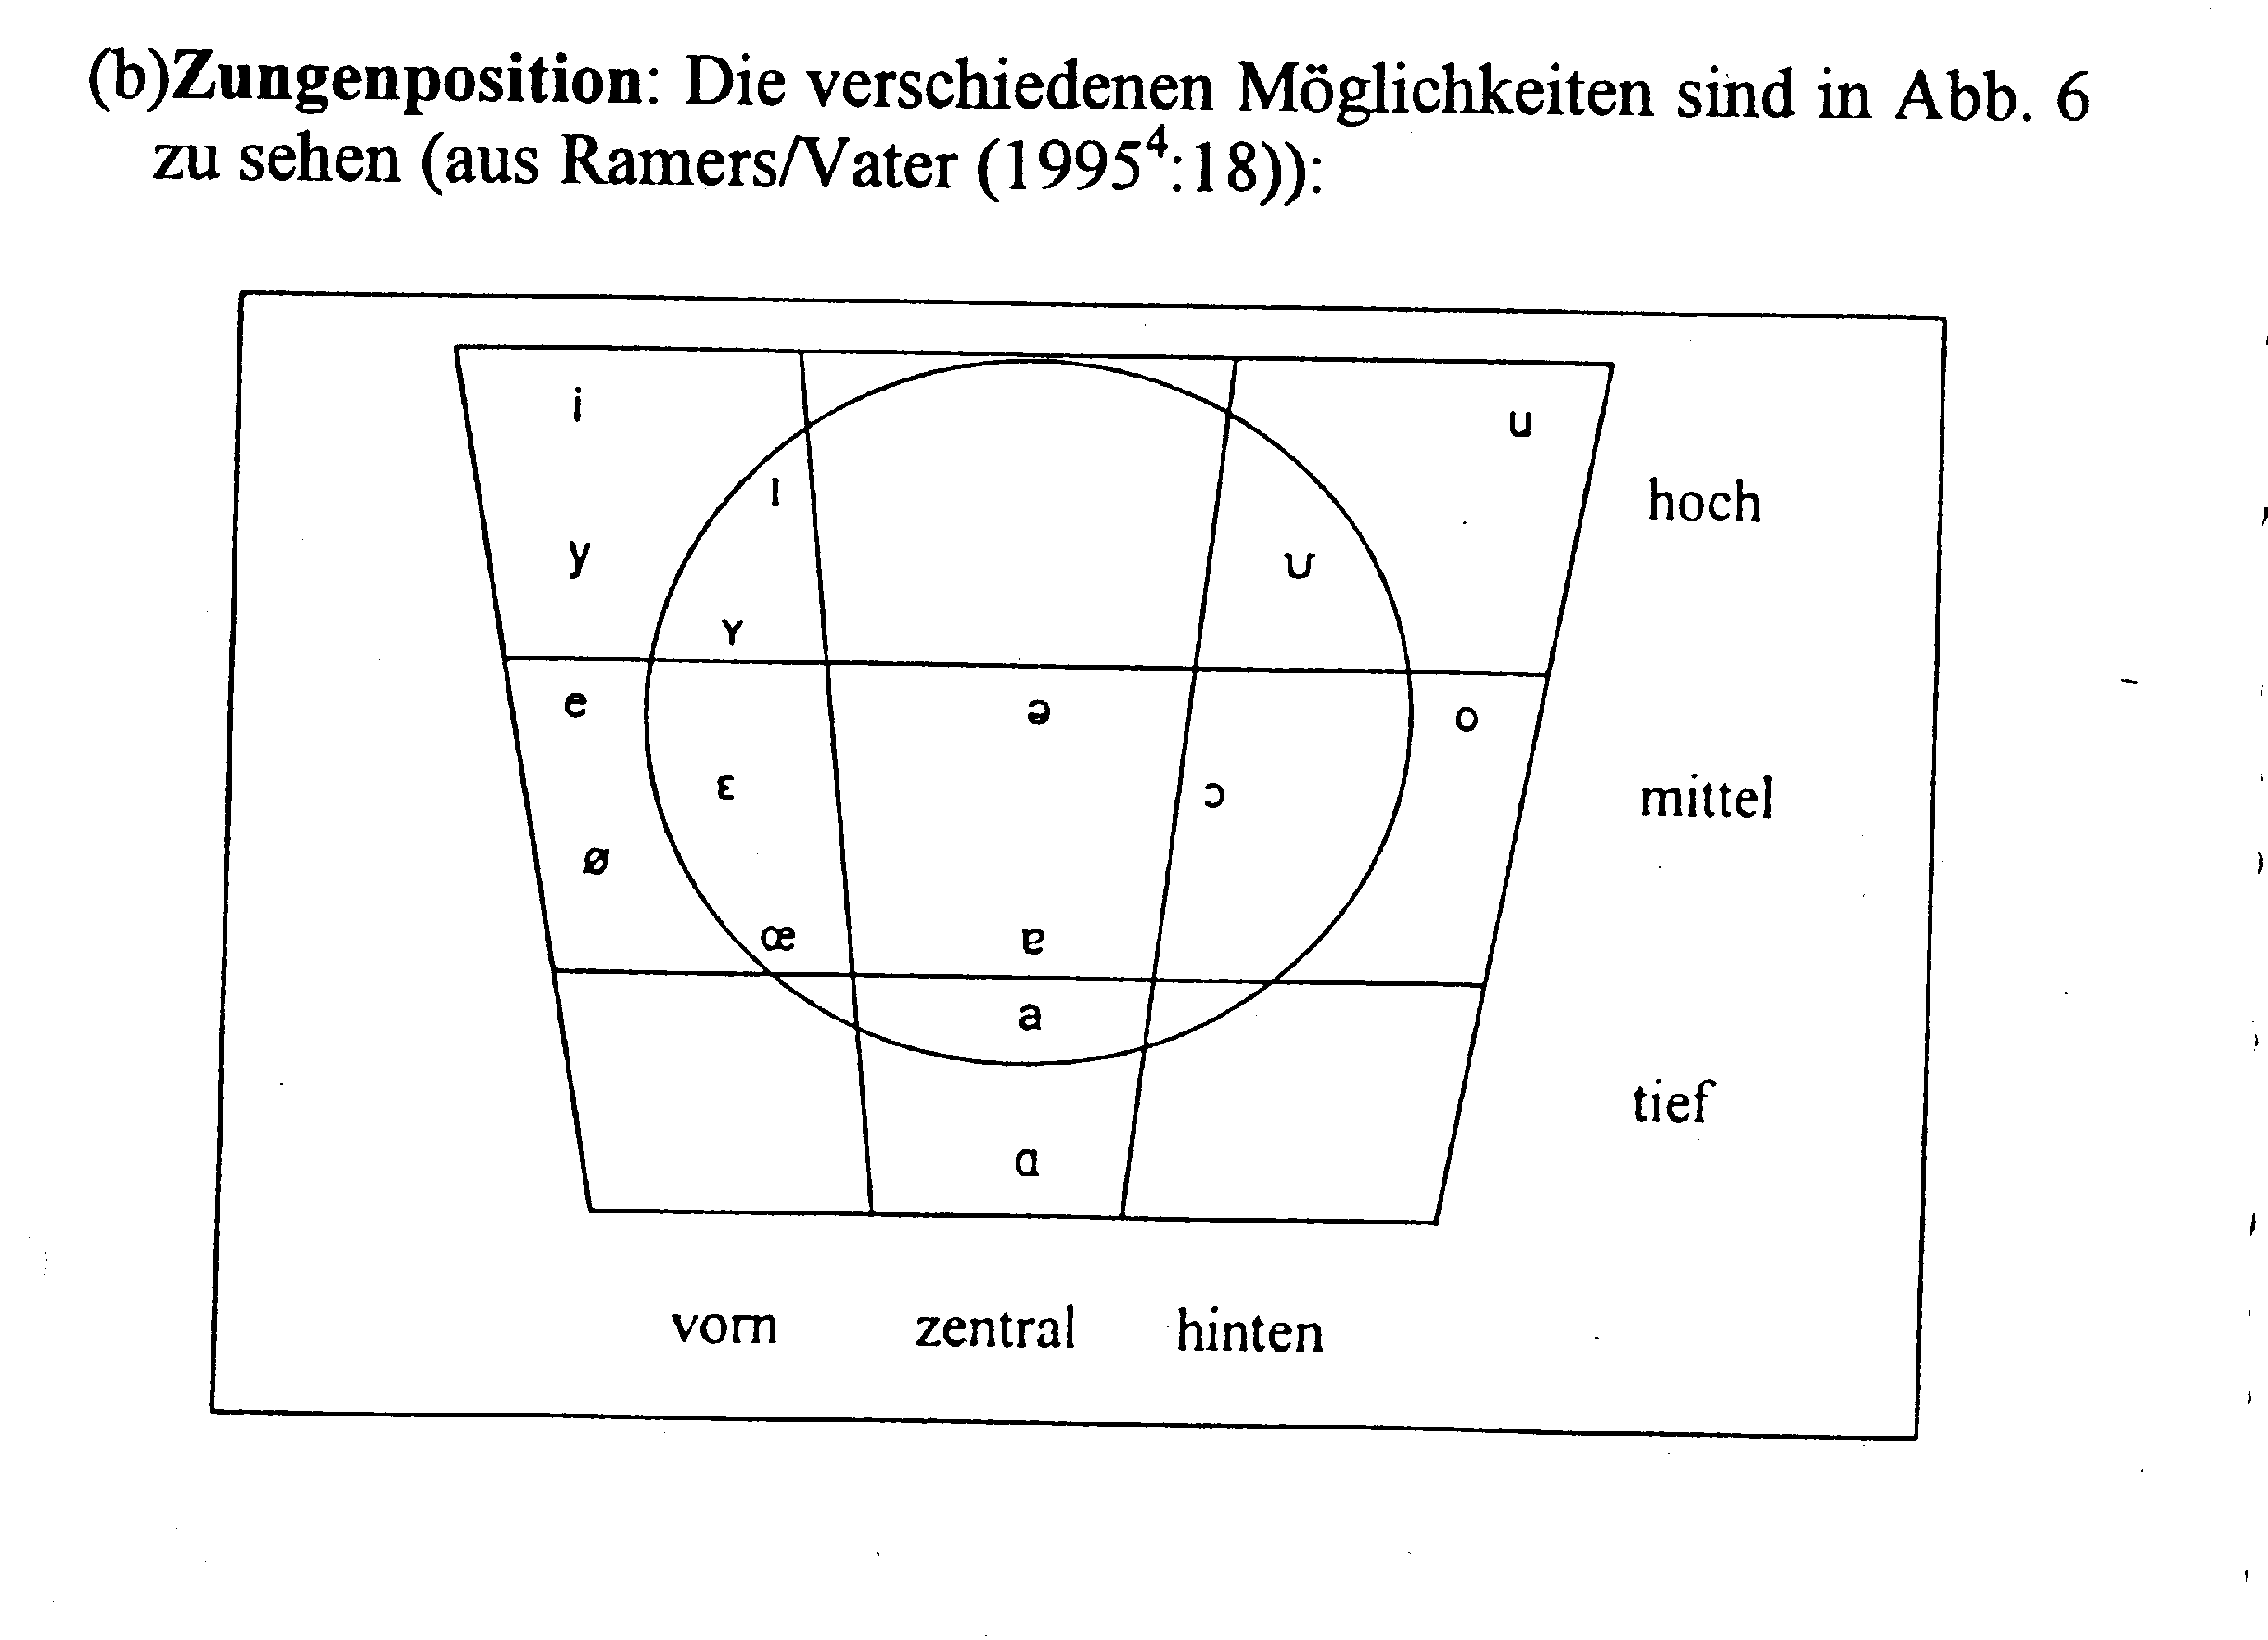 (b)Zungenposition: Die verschiedenen Möglichkeiten sind in Abb. 6
zu sehen (aus Ramers/Vater (1995⁴:18)):
i
u
ɪ
hoch
y
ʊ
ʏ
e
ə
o
ɛ
ɔ
mittel
ø
œ
ɐ
a
tief
ɑ
vorn zentral hinten